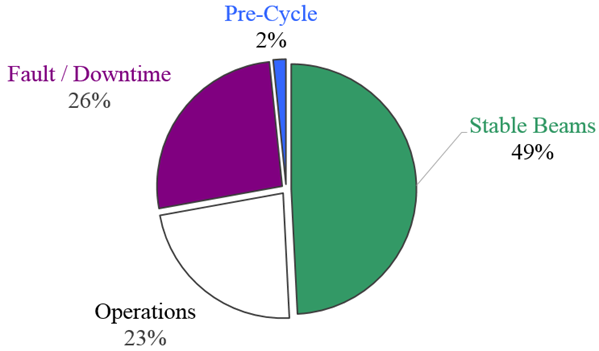 Pre-Cycle
2%
Fault / Downtime
26%
Stable Beams
49%
Operations
23%